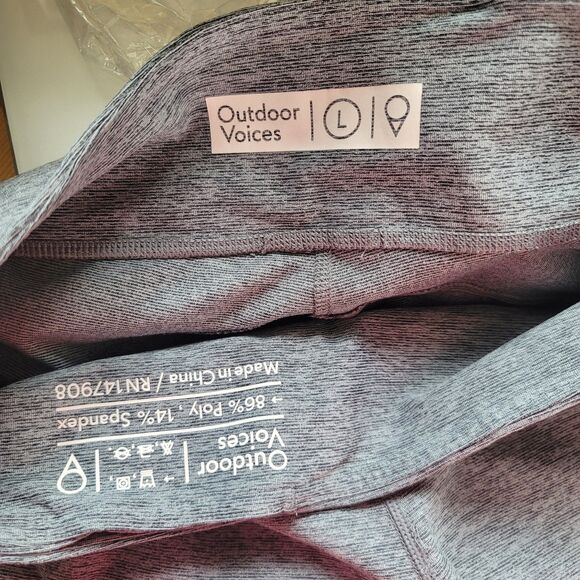 Outdoor
Voices
L
Outdoor
Voices
→ 86% Poly, 14% Spandex
Made in China / RN 147908